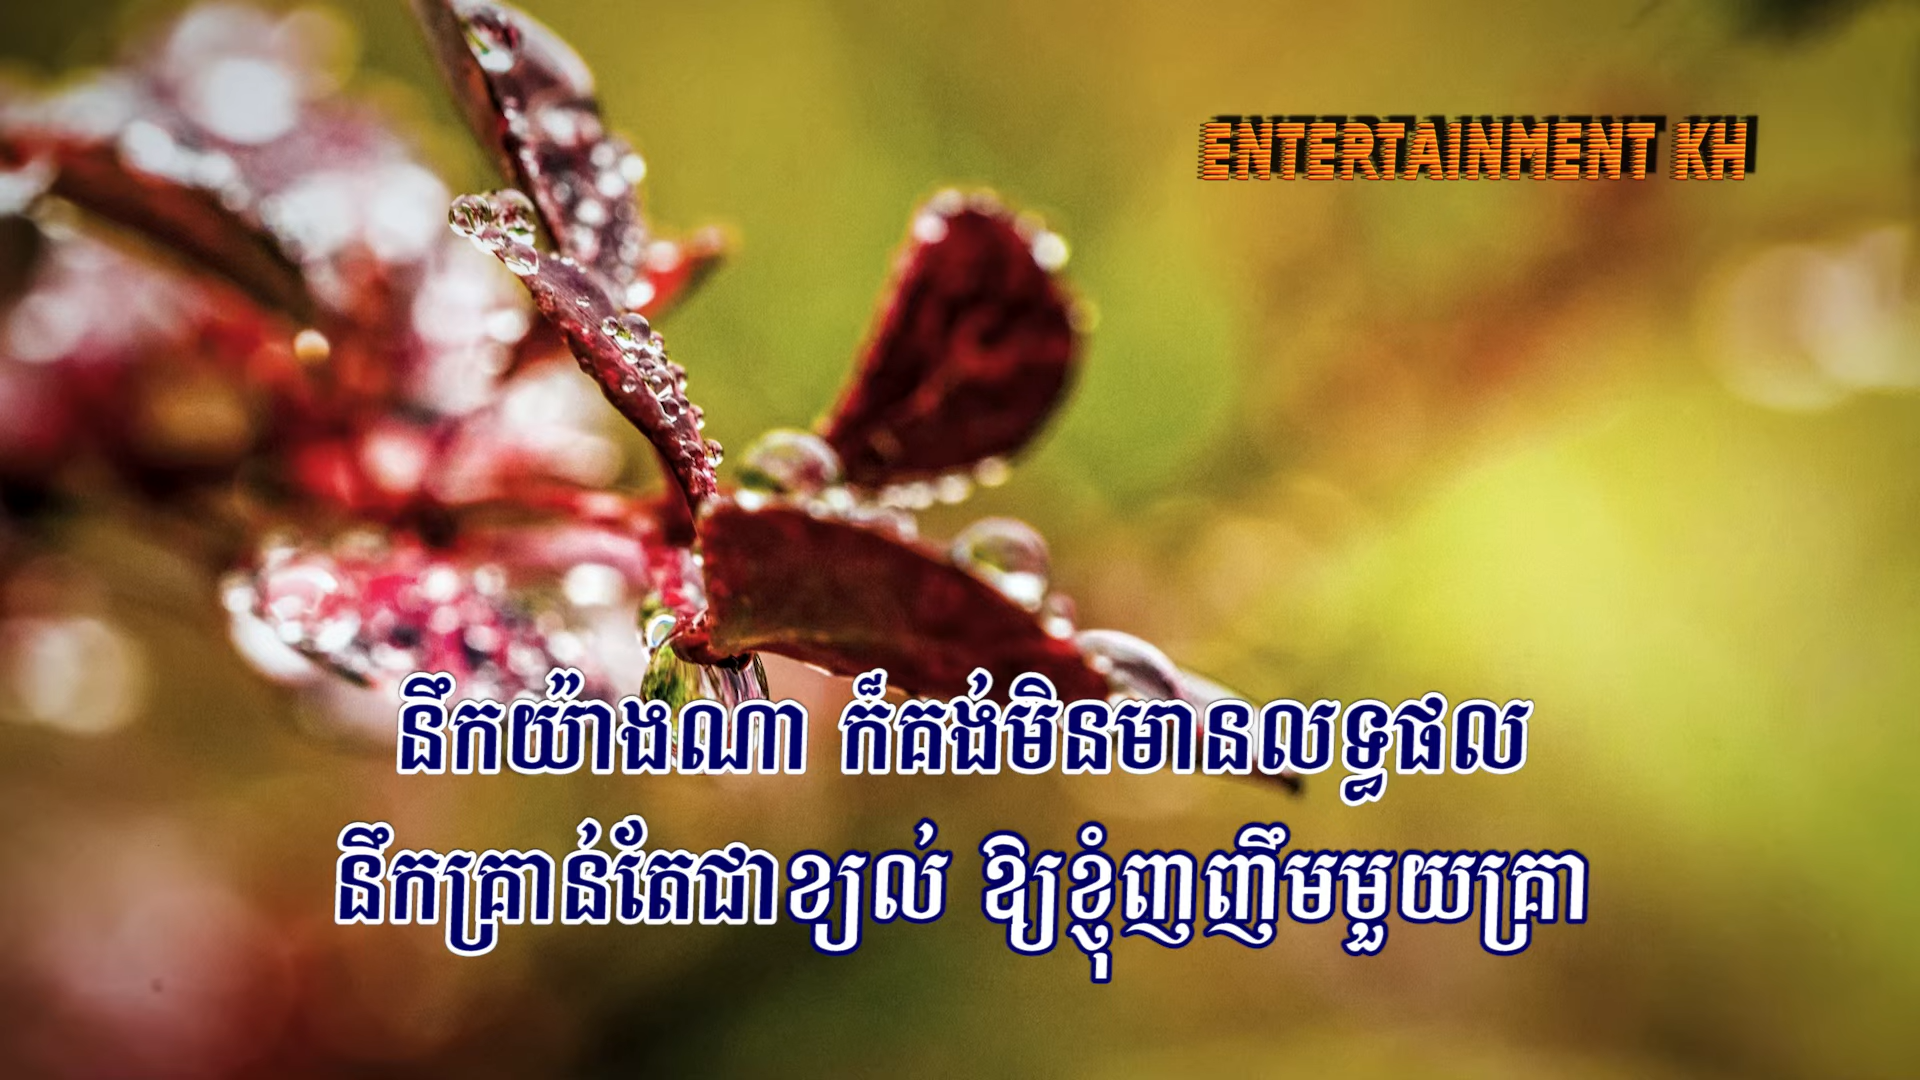 ENTERTAINMENT KH
នឹកយ៉ាងណា ក៏គង់មិនមានលទ្ធផល
នឹកគ្រាន់តែជាខ្យល់ ឱ្យខ្ញុំញញឹមមួយគ្រា